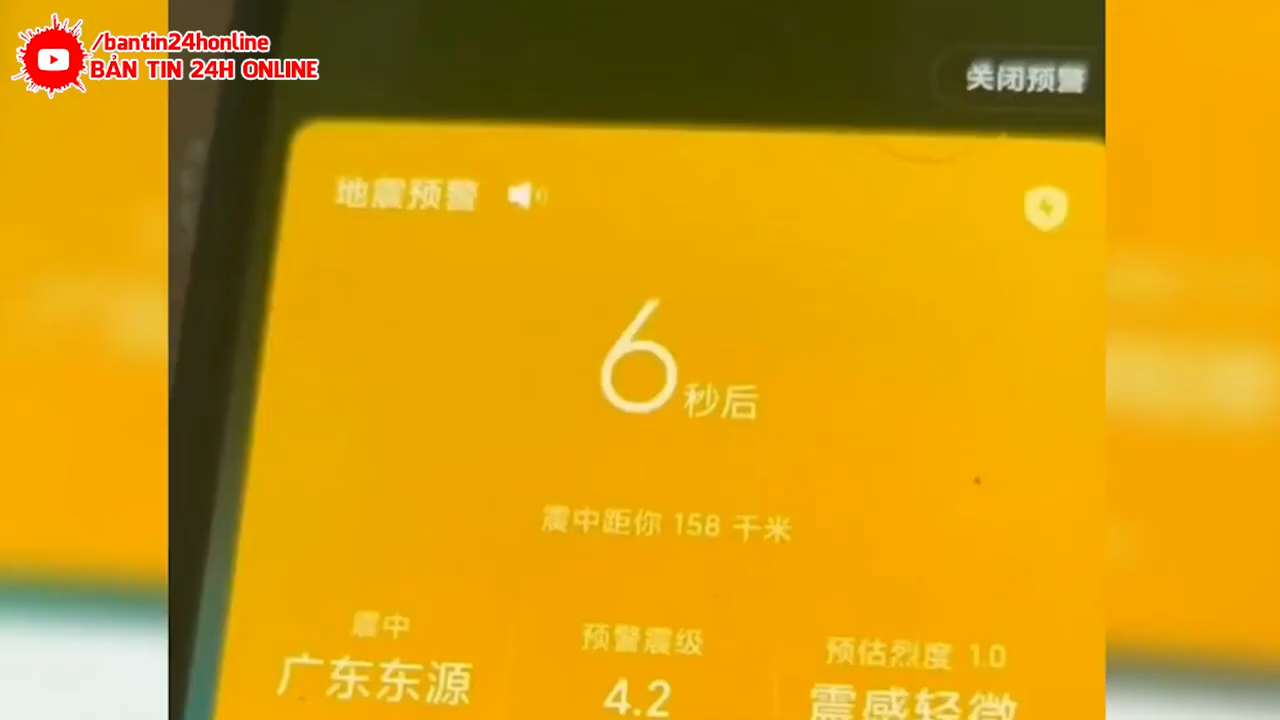 /bantin24honline
BẢN TIN 24H ONLINE
关闭预警
地震预警
6 秒后
震中距你 158 千米
震中
广东东源
预警震级
4.2
预估烈度 1.0
震感轻微